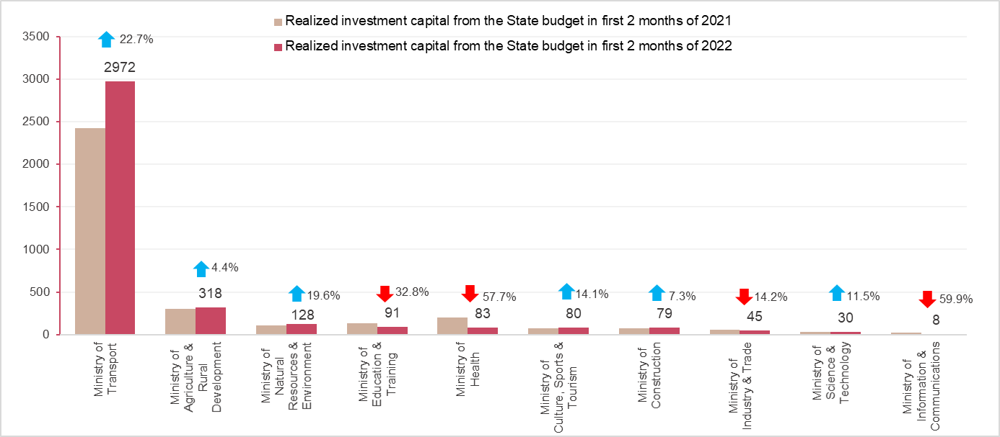 Realized investment capital from the State budget in first 2 months of 2021
Realized investment capital from the State budget in first 2 months of 2022
3500
3000
2500
2000
1500
1000
500
0
22.7%
2972
4.4%
318
19.6%
128
32.8%
91
57.7%
83
14.1%
80
7.3%
79
14.2%
45
11.5%
30
59.9%
8
Ministry of
Transport
Ministry of
Agriculture &
Rural
Development
Ministry of
Natural
Resources &
Environment
Ministry of
Education &
Training
Ministry of
Health
Ministry of
Culture, Sports &
Tourism
Ministry of
Construction
Ministry of
Industry & Trade
Ministry of
Science &
Technology
Ministry of
Information &
Communications